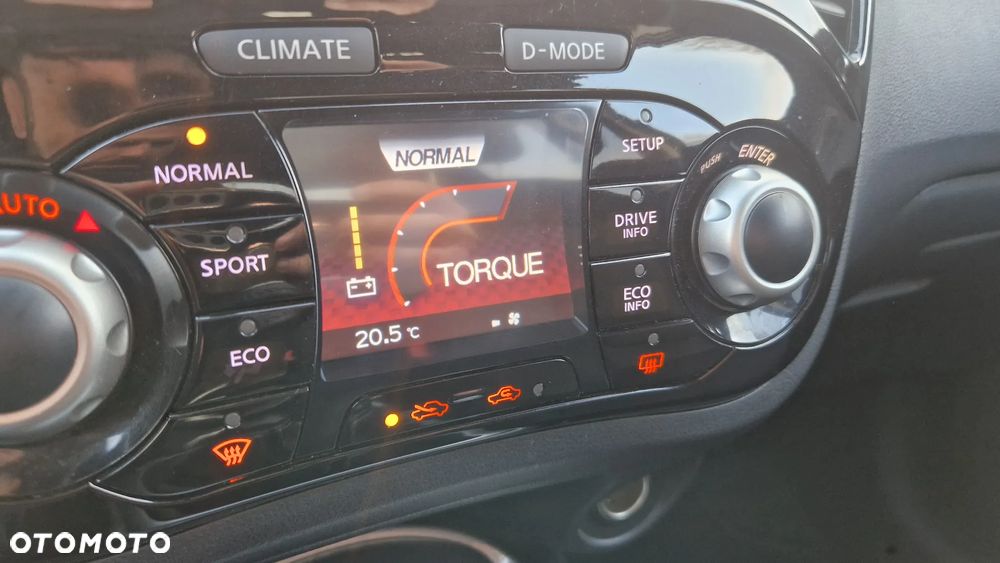 CLIMATE
D-MODE
NORMAL
NORMAL
SETUP
PUSH ENTER
AUTO
SPORT
DRIVE
INFO
TORQUE
ECO
INFO
20.5 °C
ECO
OTOMOTO